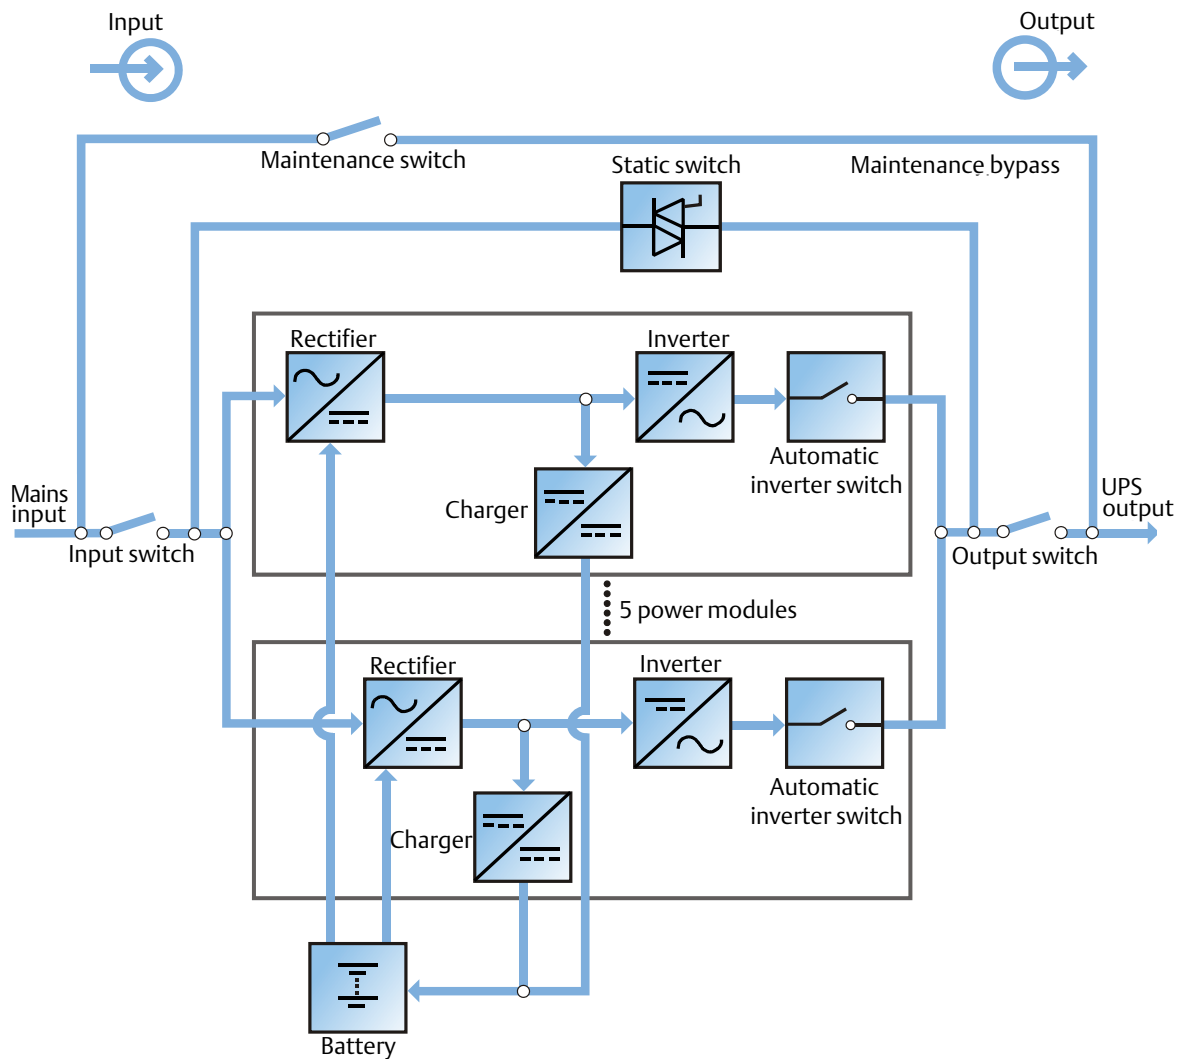 Input
Output
Maintenance switch
Static switch
Maintenance bypass
Rectifier
Inverter
Automatic
inverter switch
Charger
Mains
input
Input switch
UPS
output
Output switch
5 power modules
Rectifier
Inverter
Automatic
inverter switch
Charger
Battery